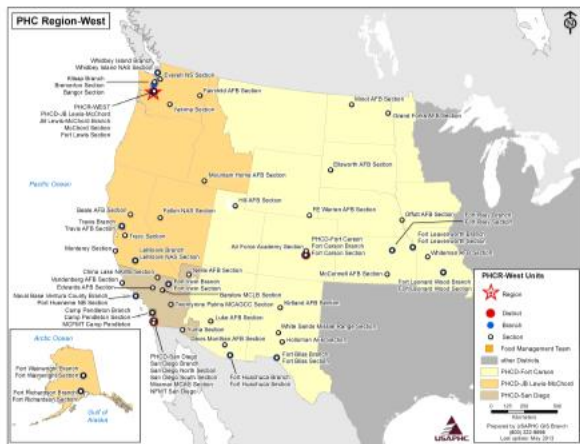 PHC Region-West
N
Whidbey Island Branch
Whidbey Island NAS Section
Everett NS Section
Kitsap Branch
Bremerton Section
Bangor Section
Fairchild AFB Section
PHCR-WEST
PHCD-JB Lewis-McChord
JB Lewis-McChord Branch
McChord Section
Fort Lewis Section
Yakima Section
Minot AFB Section
Grand Forks AFB Section
Pacific Ocean
Mountain Home AFB Section
Ellsworth AFB Section
Hill AFB Section
Beale AFB Section
Fallon NAS Section
FE Warren AFB Section
Offutt AFB Section
Fort Riley Branch
Fort Riley Section
Travis Branch
Travis AFB Section
Tracy Section
Fort Leavenworth Branch
Fort Leavenworth Section
Air Force Academy Section
PHCD-Fort Carson
Fort Carson Branch
Fort Carson Section
Whiteman AFB Section
Monterey Section
Lemoore Branch
Lemoore NAS Section
McConnell AFB Section
Fort Leonard Wood Branch
Fort Leonard Wood Section
China Lake NAWS Section
Nellis AFB Section
Vandenberg AFB Section
Edwards AFB Section
Fort Irwin Branch
Fort Irwin Section
Naval Base Ventura County Branch
Port Hueneme NB Section
Barstow MCLB Section
Kirtland AFB Section
Twentynine Palms MCAGCC Section
Camp Pendleton Branch
Camp Pendleton Section
MCFMT Camp Pendleton
Luke AFB Section
White Sands Missile Range Section
Yuma Section
Holloman AFB Section
Davis Monthan AFB Section
PHCD-San Diego
San Diego Branch
San Diego North Section
San Diego South Section
Miramar MCAS Section
NFMT San Diego
Fort Huachuca Branch
Fort Huachuca Section
Fort Bliss Branch
Fort Bliss Section
Arctic Ocean
Fort Wainwright Branch
Fort Wainwright Section
Fort Richardson Branch
Fort Richardson Section
Gulf of
Alaska
PHCR-West Units
Region
District
Branch
Section
Food Management Team
other Districts
PHCD-Fort Carson
PHCD-JB Lewis-McChord
PHCD-San Diego
Kilometers
USAPHC
Prepared by USAPHC GIS Branch
Last update: May, 2013